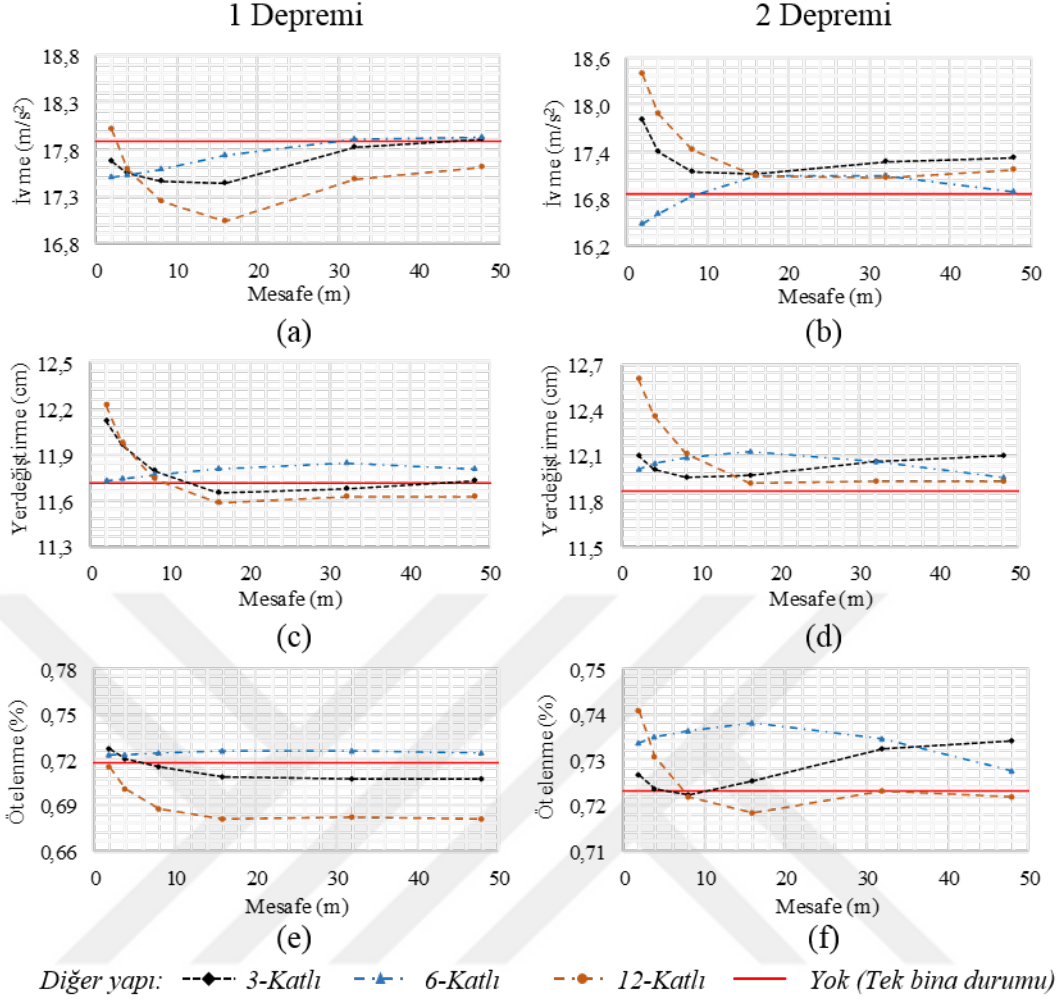 1 Depremi
2 Depremi
18,8
18,3
17,8
17,3
16,8
İvme (m/s²)
0 10 20 30 40 50
Mesafe (m)
(a)
18,6
18,0
17,4
16,8
16,2
İvme (m/s²)
0 10 20 30 40 50
Mesafe (m)
(b)
12,5
12,2
11,9
11,6
11,3
Yerdeğiştirme (cm)
0 10 20 30 40 50
Mesafe (m)
(c)
12,7
12,4
12,1
11,8
11,5
Yerdeğiştirme (cm)
0 10 20 30 40 50
Mesafe (m)
(d)
0,78
0,75
0,72
0,69
0,66
Ötelenme (%)
0 10 20 30 40 50
Mesafe (m)
(e)
0,75
0,74
0,73
0,72
0,71
Ötelenme (%)
0 10 20 30 40 50
Mesafe (m)
(f)
Diğer yapı: 3-Katlı 6-Katlı 12-Katlı Yok (Tek bina durumu)